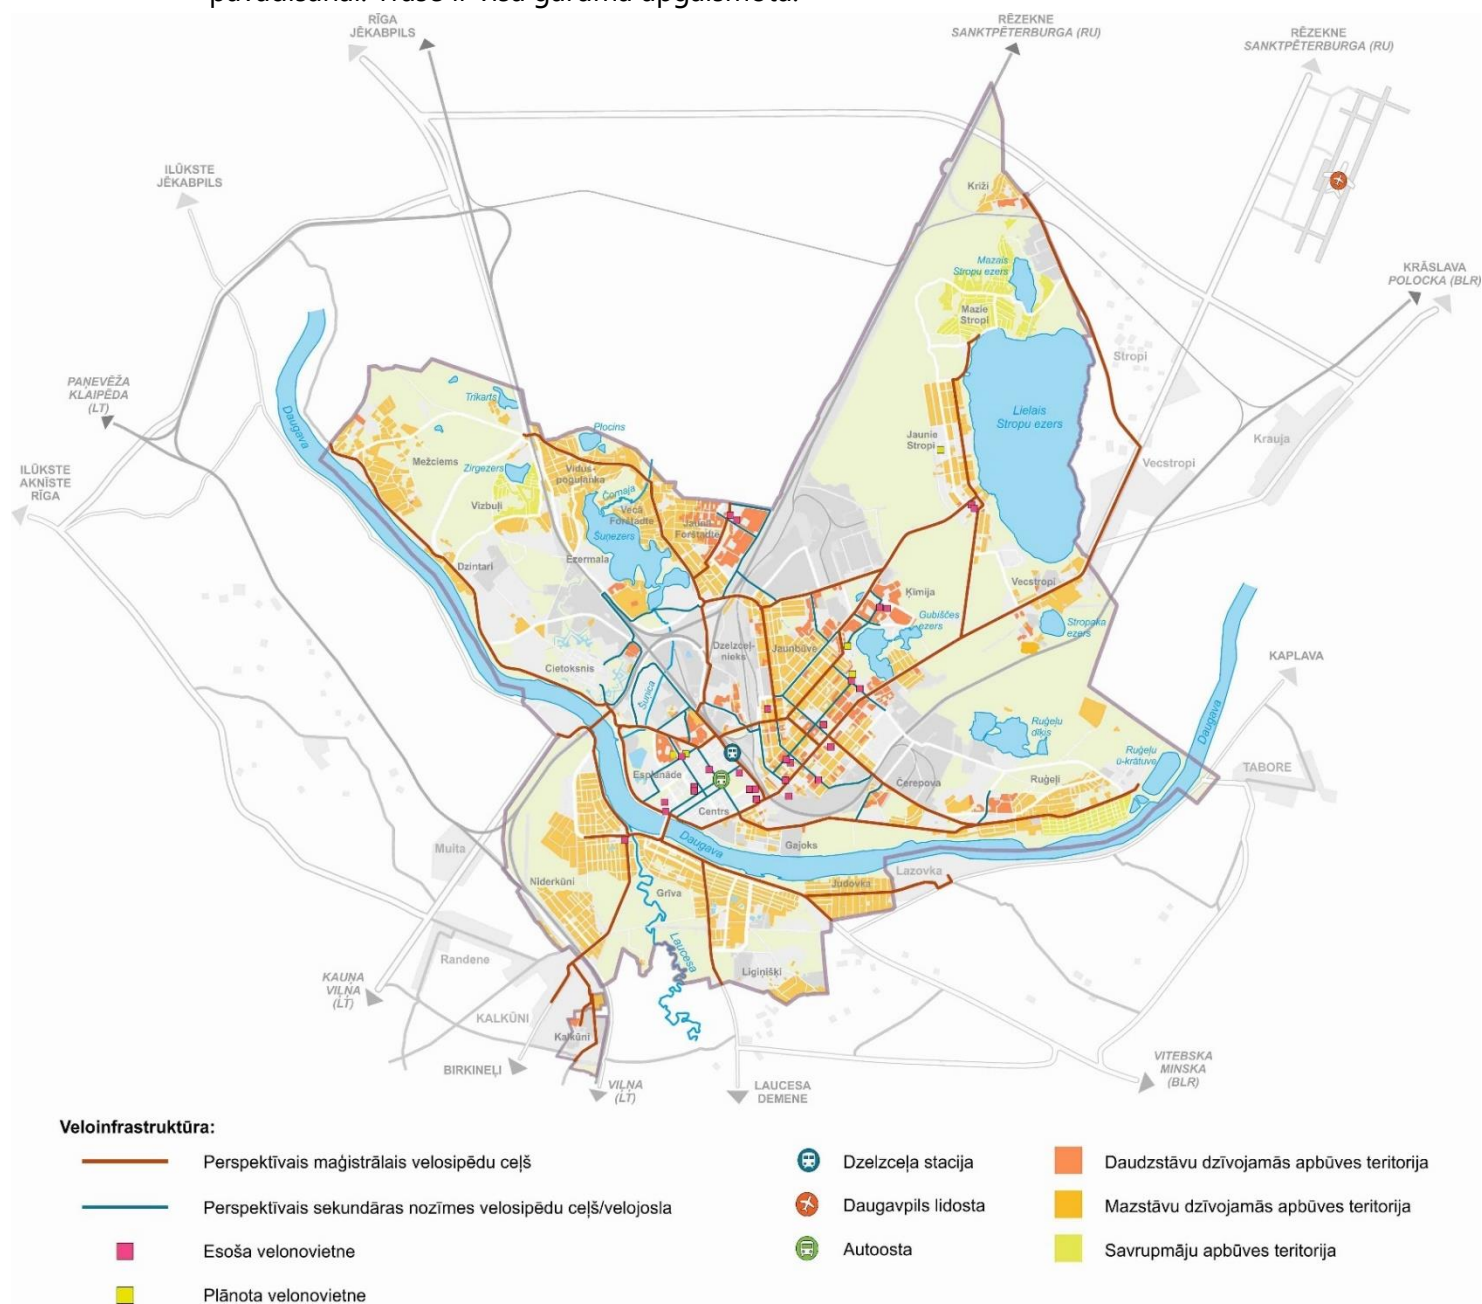 RĪGA
JĒKABPILS
RĒZEKNE
SANKTPĒTERBURGA (RU)
RĒZEKNE
SANKTPĒTERBURGA (RU)
ILŪKSTE
JĒKABPILS
Križi
Mazais
Stropu ezers
KRĀSLAVA
POLOCKA (BLR)
Mazie
Stropi
Stropi
PAŅEVĒŽA
KLAIPĒDA
(LT)
Daugava
Trikarts
Plocins
Lielais
Stropu ezers
Jaunie
Stropi
Krauja
Mežciems
Zirgezers
Vidus-
poguļanka
Vecstropi
ILŪKSTE
AKNĪSTE
RĪGA
Čornaja
Vizbuļi
Vecā
Forštadte
Jaunā
Forštadte
Šuņezers
Ezermala
Dzintari
Vecstropi
Ķīmija
Gubiščes
ezers
Stropaka
ezers
Dzelzceļ-
nieks
Jaunbūve
Cietoksnis
KAPLAVA
Šuņica
Daugava
Ruģeļu
dīķis
Ruģeļu
ū-krātuve
Esplanāde
Čerepova
Ruģeļi
TABORE
Centrs
Daugava
Gajoks
Muita
Lazovka
Niderkūni
Grīva
Judovka
Laucesa
Randene
Liginišķi
KAUŅA
VIĻŅA
(LT)
KALKŪNI
Kalkūni
BIRKINEĻI
VIĻŅA
(LT)
LAUCESA
DEMENE
VITEBSKA
MINSKA
(BLR)
Veloinfrastruktūra:
Perspektīvais maģistrālais velosipēdu ceļš
Perspektīvais sekundāras nozīmes velosipēdu ceļš/velojosla
Esoša velonovietne
Plānota velonovietne
Dzelzceļa stacija
Daugavpils lidosta
Autoosta
Daudzstāvu dzīvojamās apbūves teritorija
Mazstāvu dzīvojamās apbūves teritorija
Savrupmāju apbūves teritorija